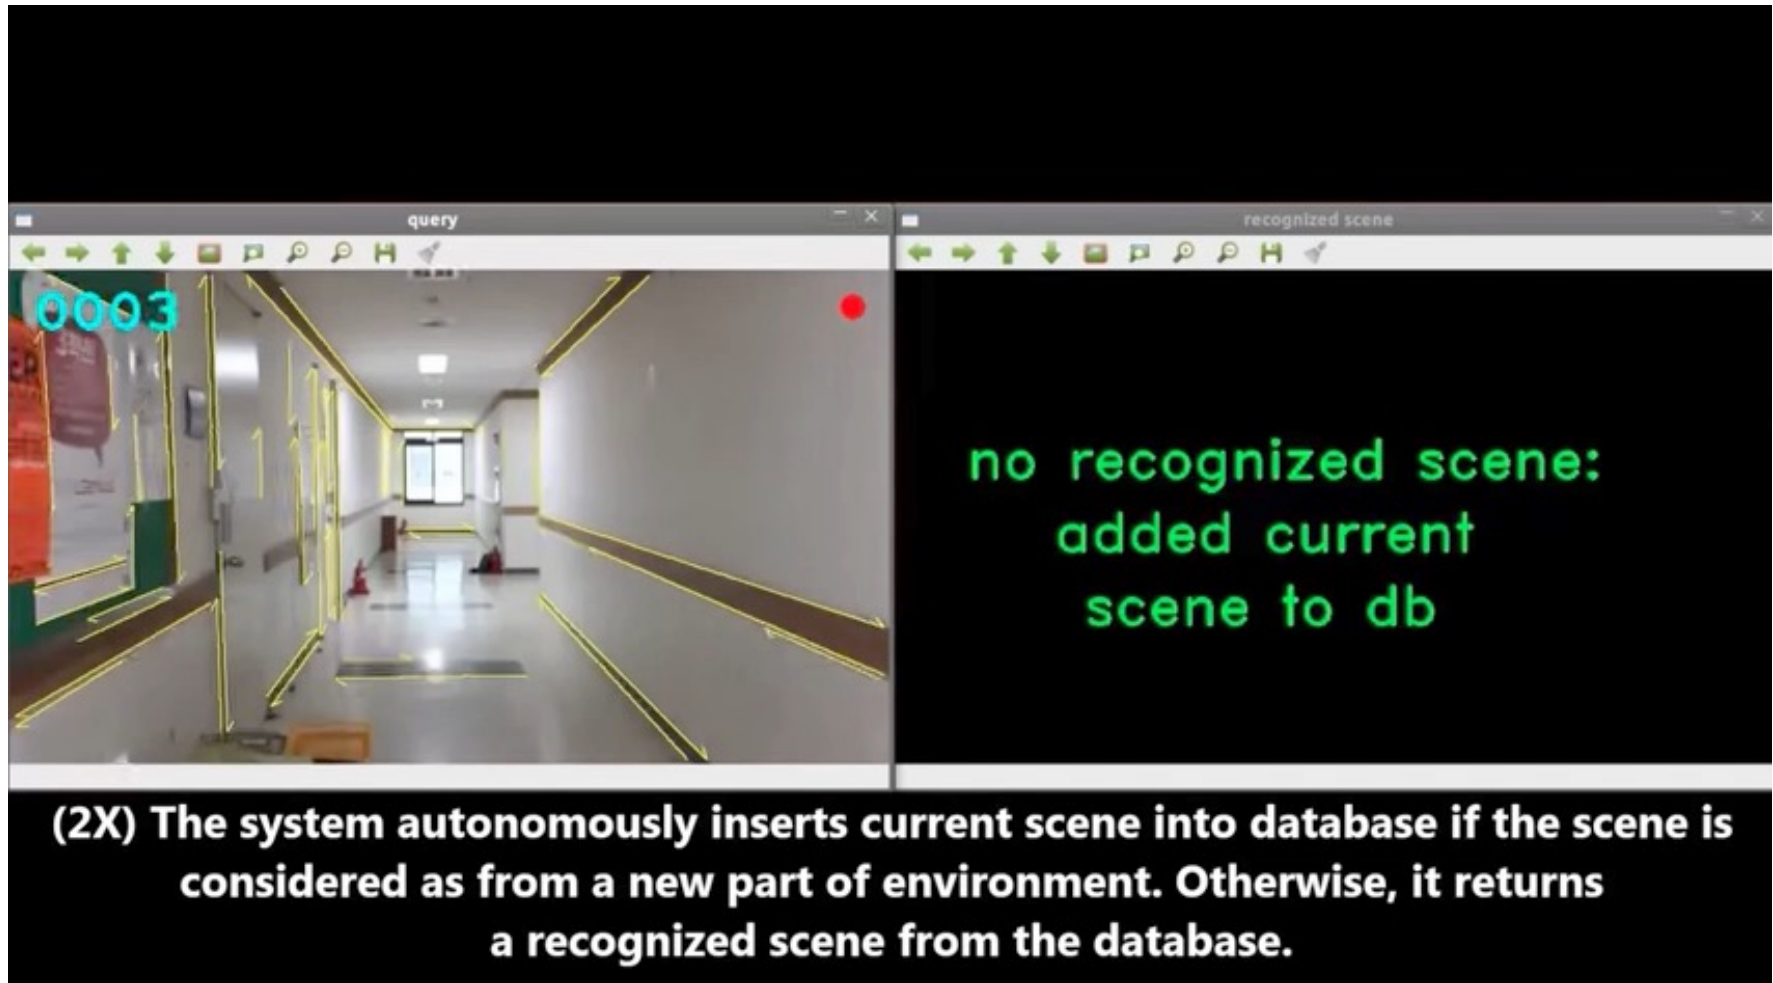 query
recognized scene
0003
no recognized scene:
added current
scene to db
(2X) The system autonomously inserts current scene into database if the scene is
considered as from a new part of environment. Otherwise, it returns
a recognized scene from the database.